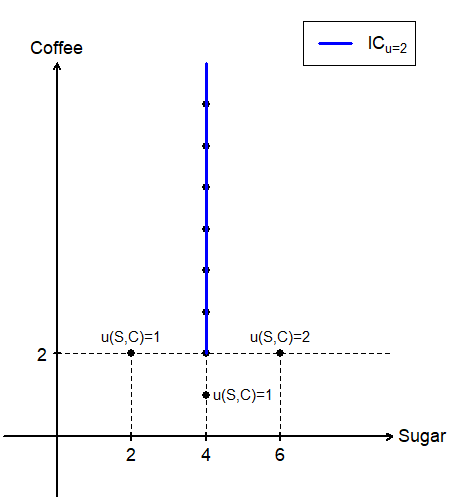 IC_{u=2}
Coffee
u(S,C)=1
u(S,C)=2
2
u(S,C)=1
Sugar
2
4
6